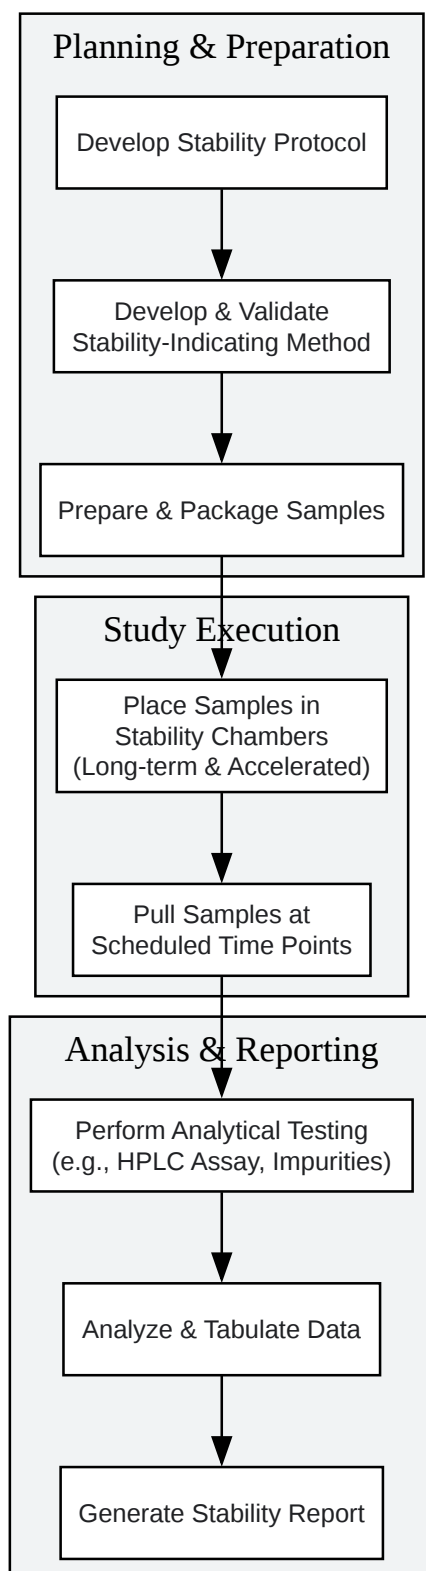 Planning & Preparation
Develop Stability Protocol
Develop & Validate
Stability-Indicating Method
Prepare & Package Samples
Study Execution
Place Samples in
Stability Chambers
(Long-term & Accelerated)
Pull Samples at
Scheduled Time Points
Analysis & Reporting
Perform Analytical Testing
(e.g., HPLC Assay, Impurities)
Analyze & Tabulate Data
Generate Stability Report